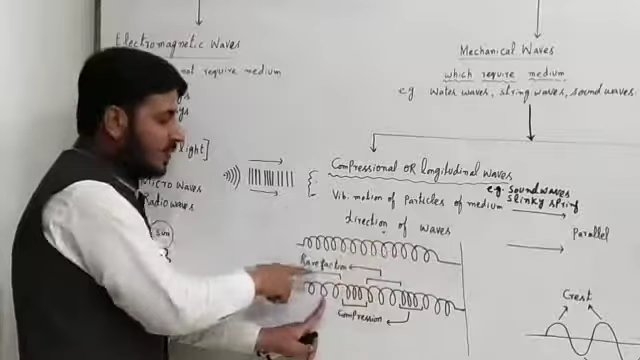 Electromagnetic Waves
not require medium
light]
Micro waves
Radio waves
Sun
Mechanical Waves
which require medium
eg water waves, string waves, sound waves
Compressional OR longitudinal waves
e.g. sound waves
slinky spring
Vib. motion of Particles of medium
direction of waves
Parallel
Rarefaction
Compression
Crest